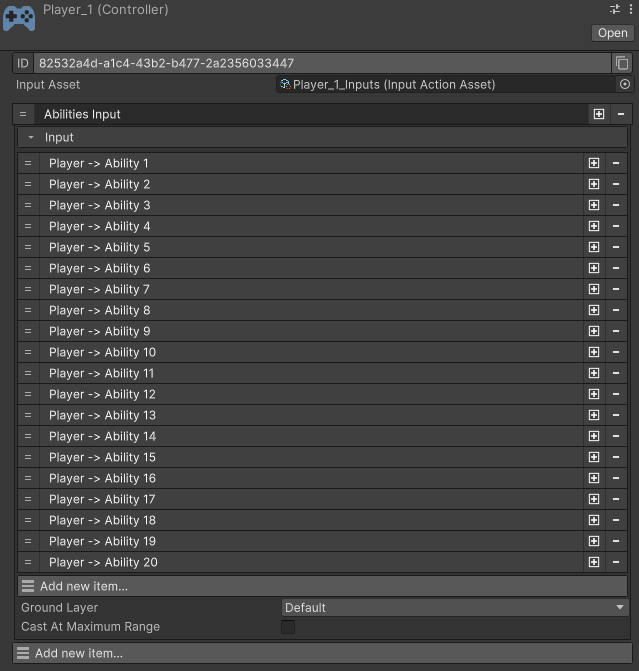 Player_1 (Controller)
Open
ID 82532a4d-a1c4-43b2-b477-2a2356033447
Input Asset Player_1_Inputs (Input Action Asset)
Abilities Input
Input
Player -> Ability 1
Player -> Ability 2
Player -> Ability 3
Player -> Ability 4
Player -> Ability 5
Player -> Ability 6
Player -> Ability 7
Player -> Ability 8
Player -> Ability 9
Player -> Ability 10
Player -> Ability 11
Player -> Ability 12
Player -> Ability 13
Player -> Ability 14
Player -> Ability 15
Player -> Ability 16
Player -> Ability 17
Player -> Ability 18
Player -> Ability 19
Player -> Ability 20
Add new item...
Ground Layer Default
Cast At Maximum Range
Add new item...